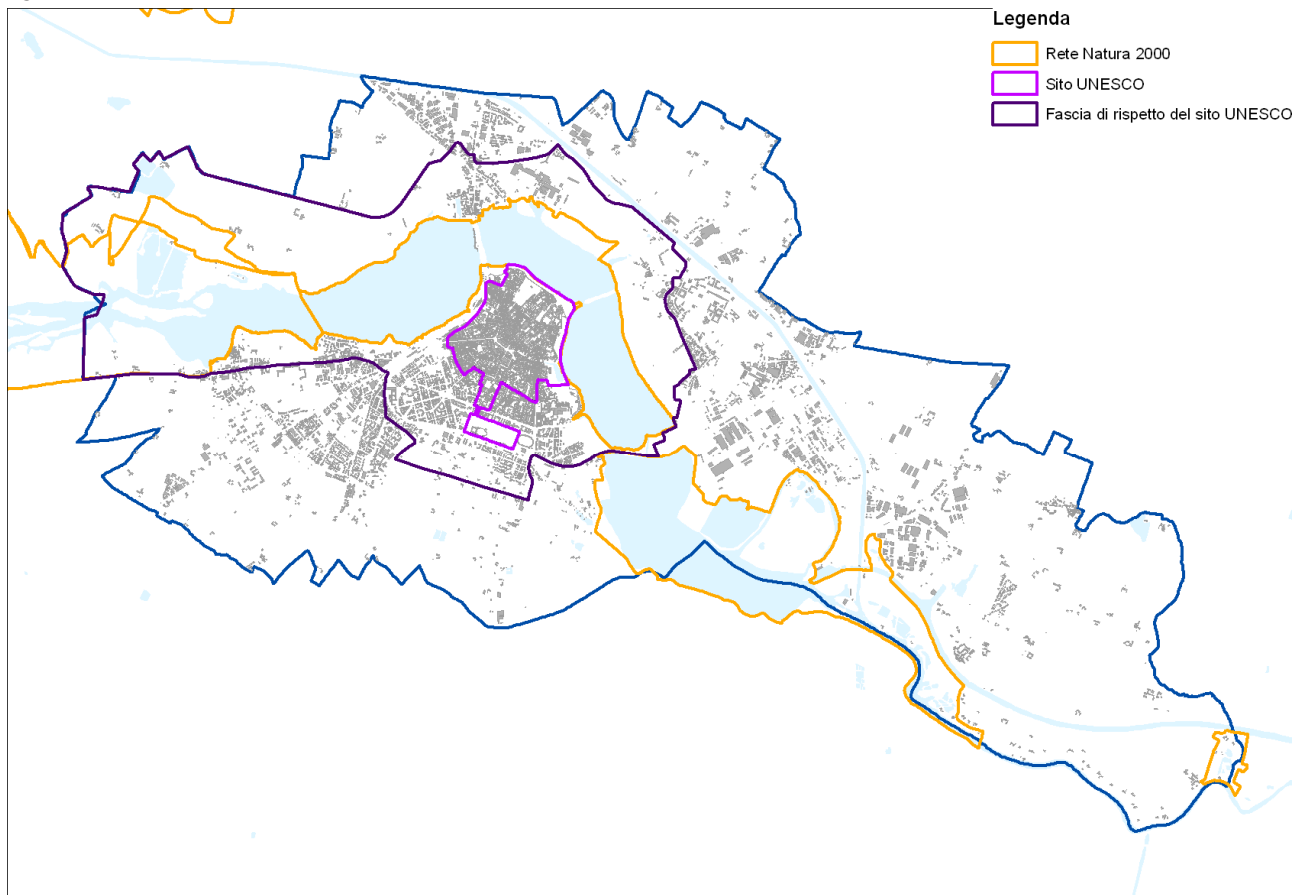 Legenda
Rete Natura 2000
Sito UNESCO
Fascia di rispetto del sito UNESCO